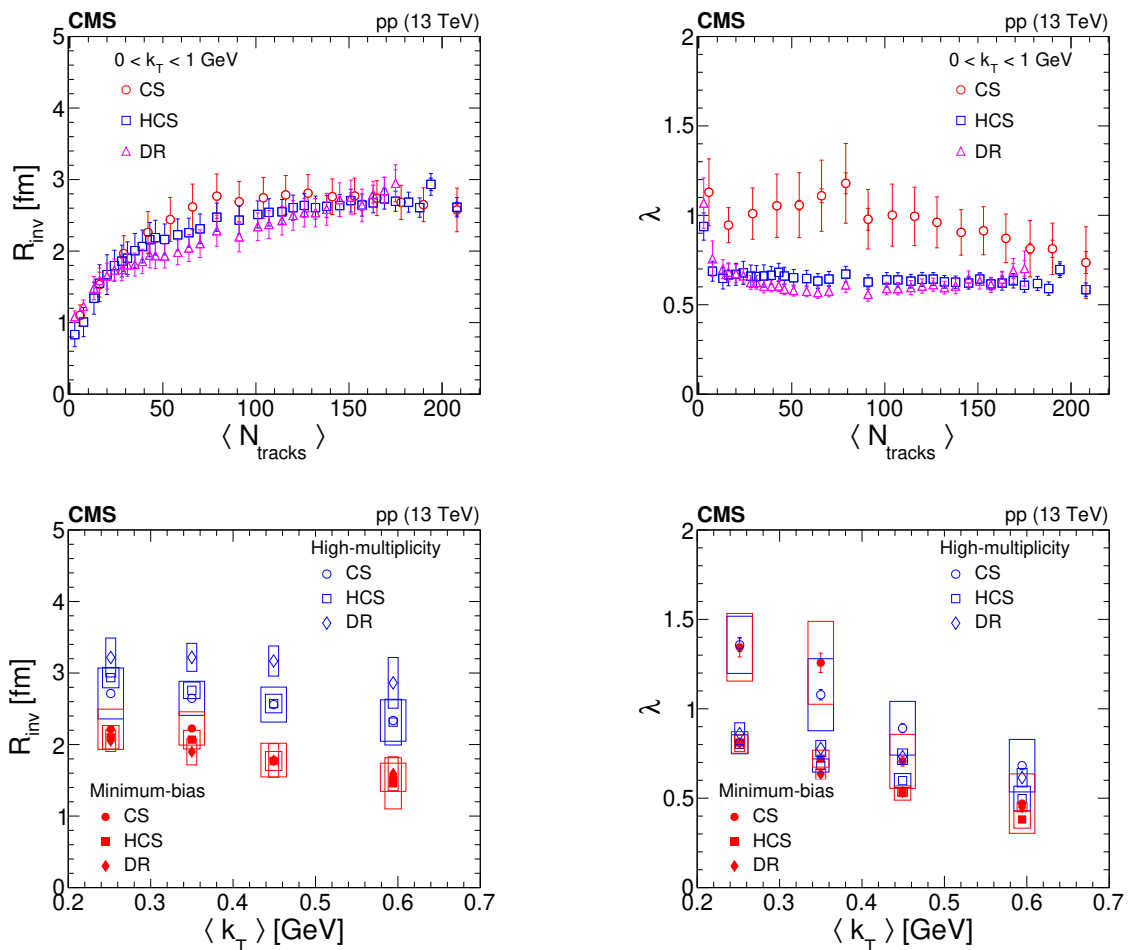 CMS pp (13 TeV)
0 < k_T < 1 GeV
CS
HCS
DR
R_inv [fm]
5
4
3
2
1
0
0 50 100 150 200
⟨ N_tracks ⟩
CMS pp (13 TeV)
0 < k_T < 1 GeV
CS
HCS
DR
λ
2
1.5
1
0.5
0
0 50 100 150 200
⟨ N_tracks ⟩
CMS pp (13 TeV)
High-multiplicity
CS
HCS
DR
R_inv [fm]
5
4
3
2
1
0
Minimum-bias
CS
HCS
DR
0.2 0.3 0.4 0.5 0.6 0.7
⟨ k_T ⟩ [GeV]
CMS pp (13 TeV)
High-multiplicity
CS
HCS
DR
λ
2
1.5
1
0.5
0
Minimum-bias
CS
HCS
DR
0.2 0.3 0.4 0.5 0.6 0.7
⟨ k_T ⟩ [GeV]